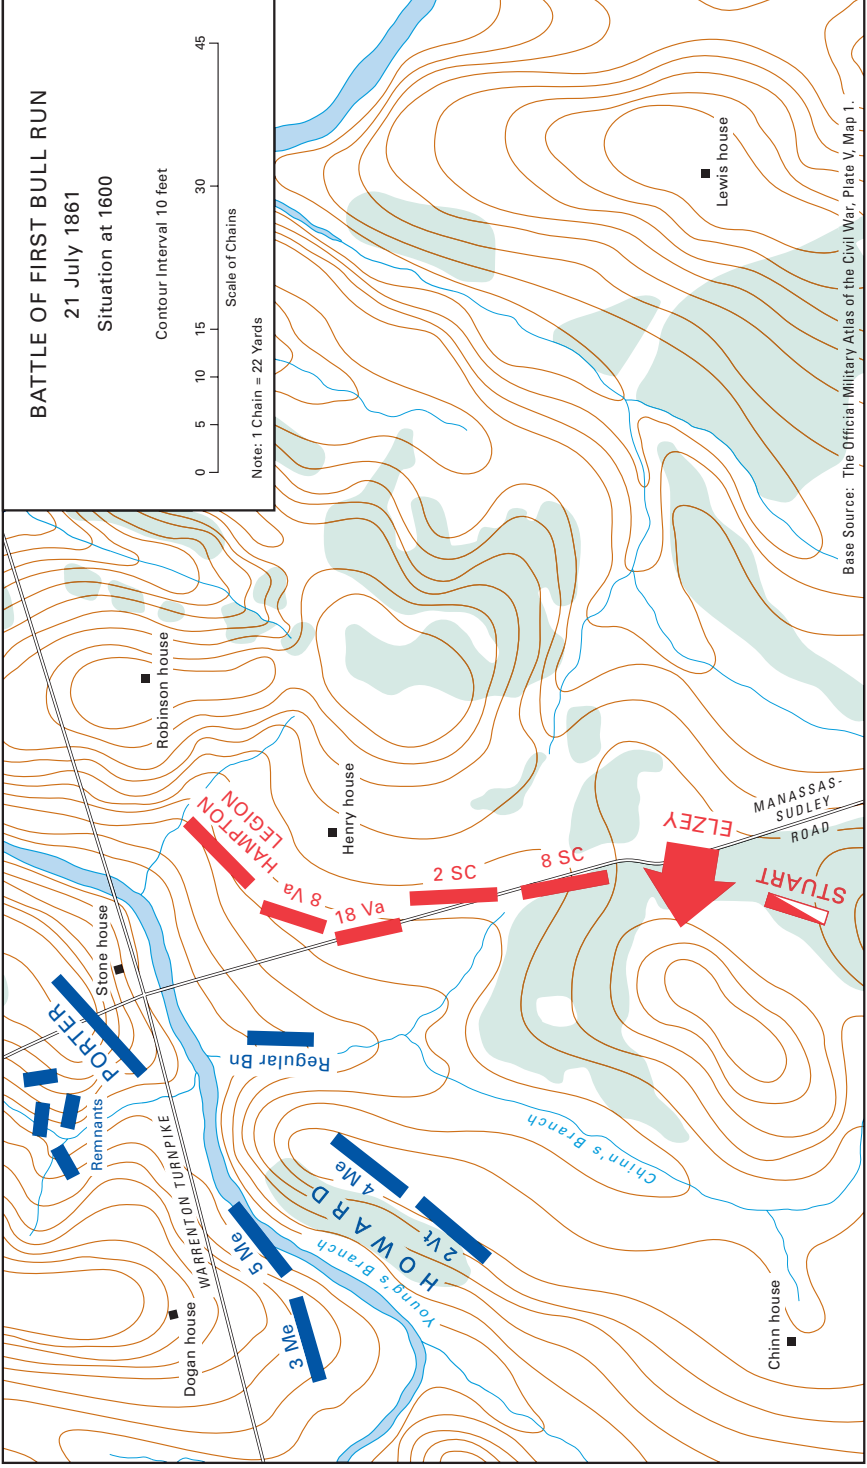 BATTLE OF FIRST BULL RUN
21 July 1861
Situation at 1600
Contour Interval 10 feet
0 5 10 15 30 45
Scale of Chains
Note: 1 Chain = 22 Yards
Dogan house
WARRENTON TURNPIKE
Remnants
PORTER
Stone house
Robinson house
3 Me
5 Me
Young's Branch
HOWARD
4 Me
2 Vt
Regular Bn
HAMPTON
LEGION
8 Va
18 Va
Henry house
2 SC
8 SC
Chinn's Branch
Chinn house
ELZEY
STUART
MANASSAS-
SUDLEY
ROAD
Lewis house
Base Source: The Official Military Atlas of the Civil War, Plate V, Map 1.